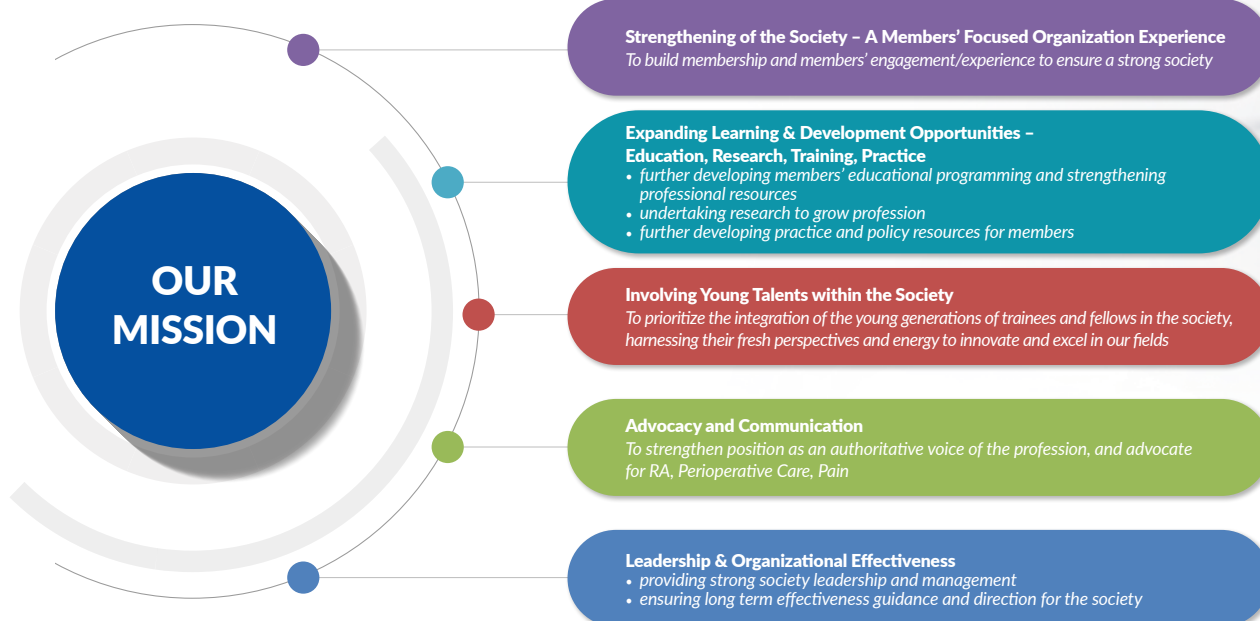 OUR
MISSION
Strengthening of the Society – A Members’ Focused Organization Experience
To build membership and members’ engagement/experience to ensure a strong society
Expanding Learning & Development Opportunities –
Education, Research, Training, Practice
• further developing members’ educational programming and strengthening
professional resources
• undertaking research to grow profession
• further developing practice and policy resources for members
Involving Young Talents within the Society
To prioritize the integration of the young generations of trainees and fellows in the society,
harnessing their fresh perspectives and energy to innovate and excel in our fields
Advocacy and Communication
To strengthen position as an authoritative voice of the profession, and advocate
for RA, Perioperative Care, Pain
Leadership & Organizational Effectiveness
• providing strong society leadership and management
• ensuring long term effectiveness guidance and direction for the society